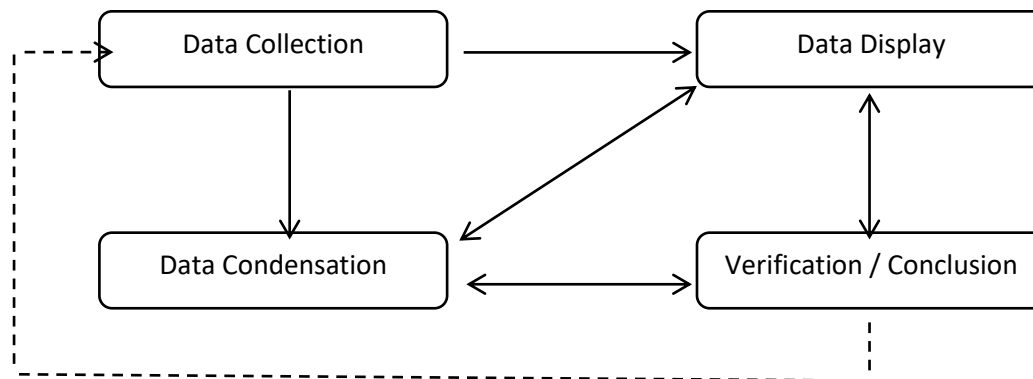 Data Collection
Data Display
Data Condensation
Verification / Conclusion